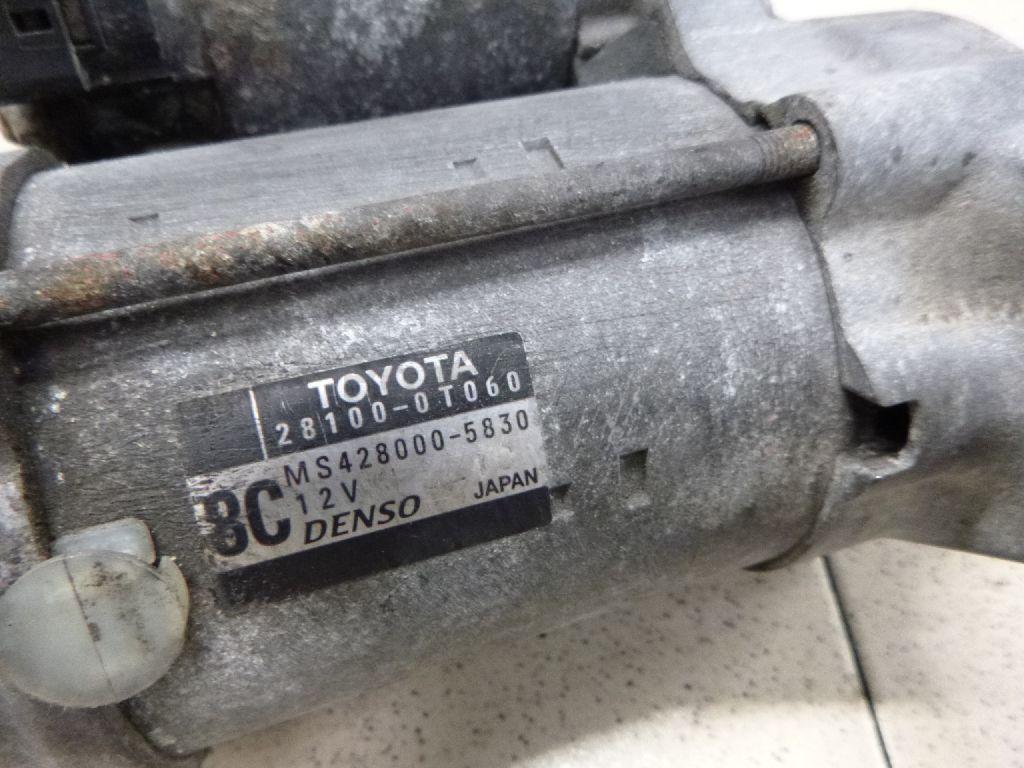 TOYOTA
28100-0T060
MS428000-5830
8C 12V
DENSO JAPAN